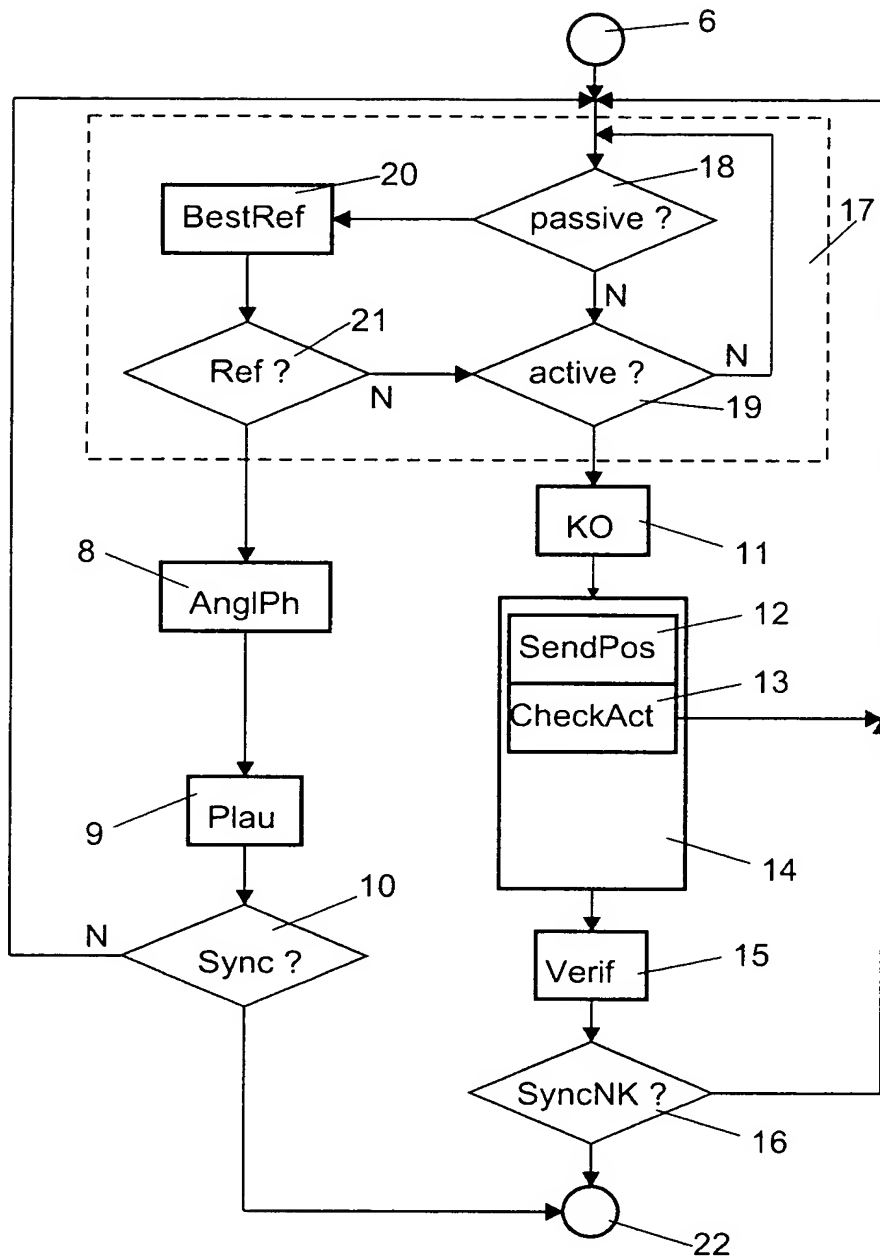 6
20
18
17
BestRef
passive ?
N
21
Ref ?
N
active ?
N
19
KO
11
8
AnglPh
12
SendPos
13
CheckAct
9
Plau
14
10
N
Sync ?
15
Verif
SyncNK ?
16
22